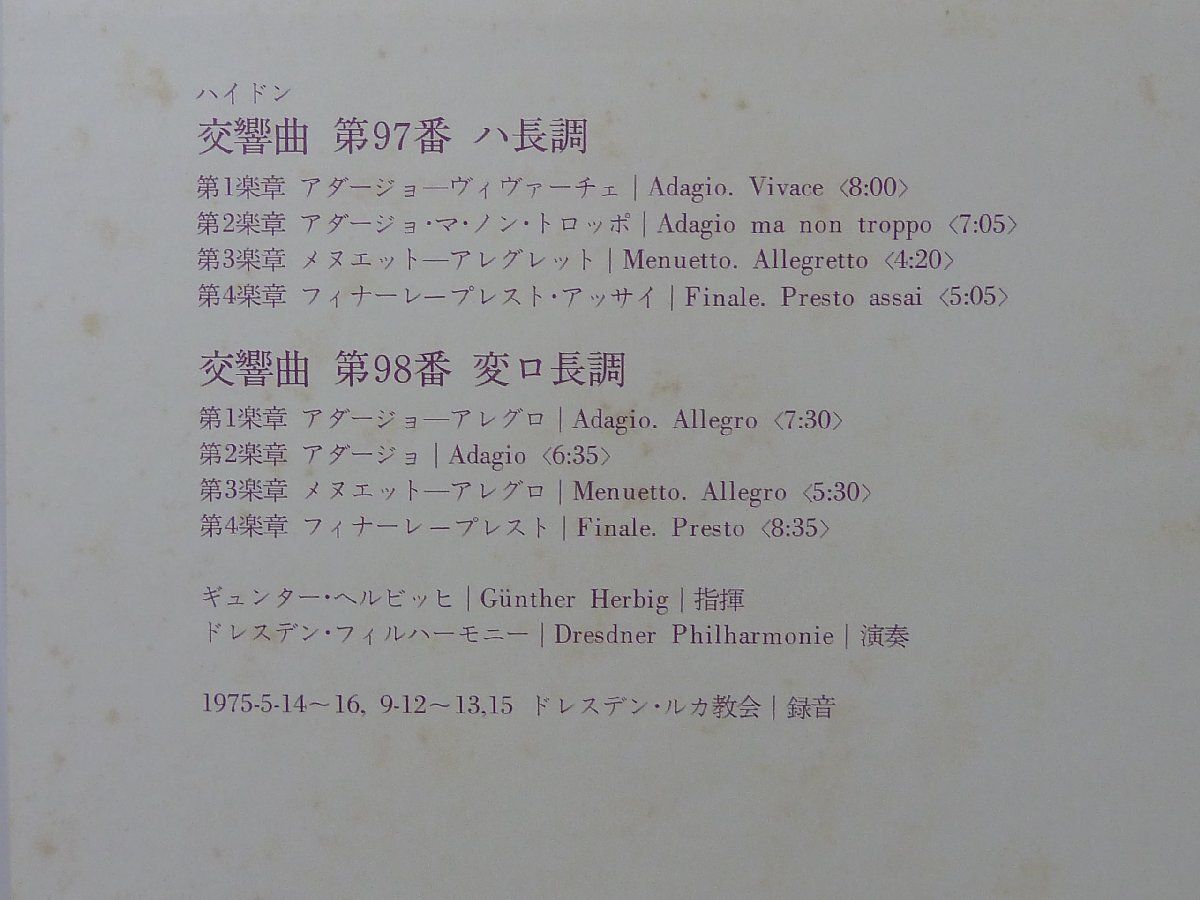 ハイドン
交響曲 第97番 ハ長調
第1楽章 アダージョ―ヴィヴァーチェ | Adagio. Vivace 〈8:00〉
第2楽章 アダージョ・マ・ノン・トロッポ | Adagio ma non troppo 〈7:05〉
第3楽章 メヌエット―アレグレット | Menuetto. Allegretto 〈4:20〉
第4楽章 フィナーレ―プレスト・アッサイ | Finale. Presto assai 〈5:05〉
交響曲 第98番 変ロ長調
第1楽章 アダージョ―アレグロ | Adagio. Allegro 〈7:30〉
第2楽章 アダージョ | Adagio 〈6:35〉
第3楽章 メヌエット―アレグロ | Menuetto. Allegro 〈5:30〉
第4楽章 フィナーレ―プレスト | Finale. Presto 〈8:35〉
ギュンター・ヘルビッヒ | Günther Herbig | 指揮
ドレスデン・フィルハーモニー | Dresdner Philharmonie | 演奏
1975-5-14～16, 9-12～13,15 ドレスデン・ルカ教会 | 録音